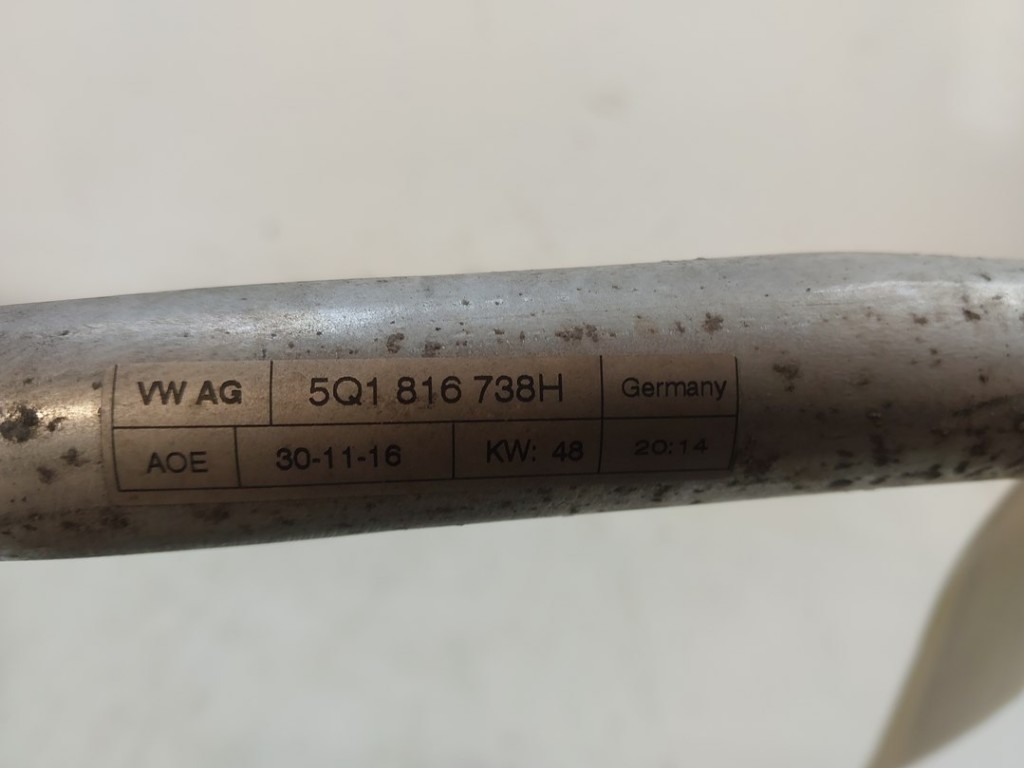 VW AG 5Q1 816 738H Germany
AOE 30-11-16 KW: 48 20:14